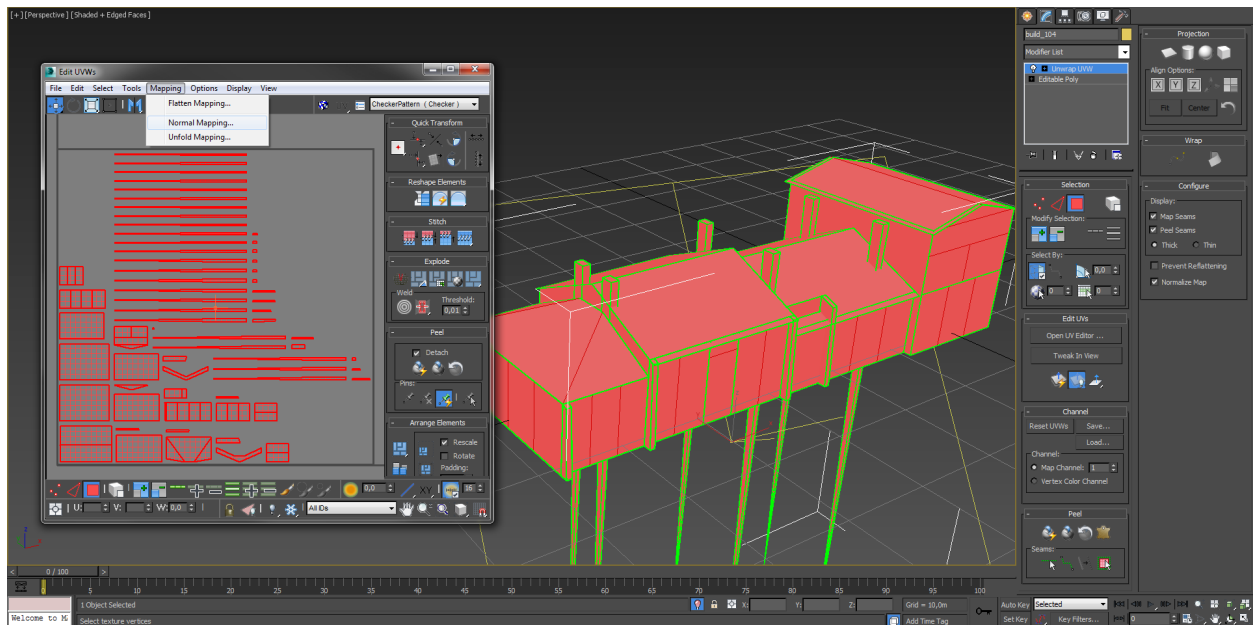 [+] [Perspective] [Shaded + Edged Faces]
Edit UVWs
File Edit Select Tools Mapping Options Display View
Flatten Mapping...
Normal Mapping...
Unfold Mapping...
CheckerPattern ( Checker )
Quick Transform
Reshape Elements
Stitch
Explode
Weld
Threshold:
0,01
Peel
Detach
Pins:
Arrange Elements
Rescale
Rotate
Padding:
0,0
XY
16
U: V: W: 0,0
All IDs
build_104
Modifier List
Unwrap UVW
Editable Poly
Selection
Modify Selection:
Select By:
0,0
0
0
Edit UVs
Open UV Editor ...
Tweak In View
Channel
Reset UVWs Save...
Load...
Channel:
Map Channel: 1
Vertex Color Channel
Peel
Seams:
Projection
Align Options:
X Y Z
Fit Center
Wrap
Configure
Display:
Map Seams
Peel Seams
Thick Thin
Prevent Reflattening
Normalize Map
z
x
0 / 100
0 5 10 15 20 25 30 35 40 45 50 55 60 65 70 75 80 85 90 95 100
1 Object Selected
X: Y: Z:
Grid = 10,0m
Auto Key Selected
Welcome to M
Select texture vertices
Add Time Tag
Set Key Key Filters...
0